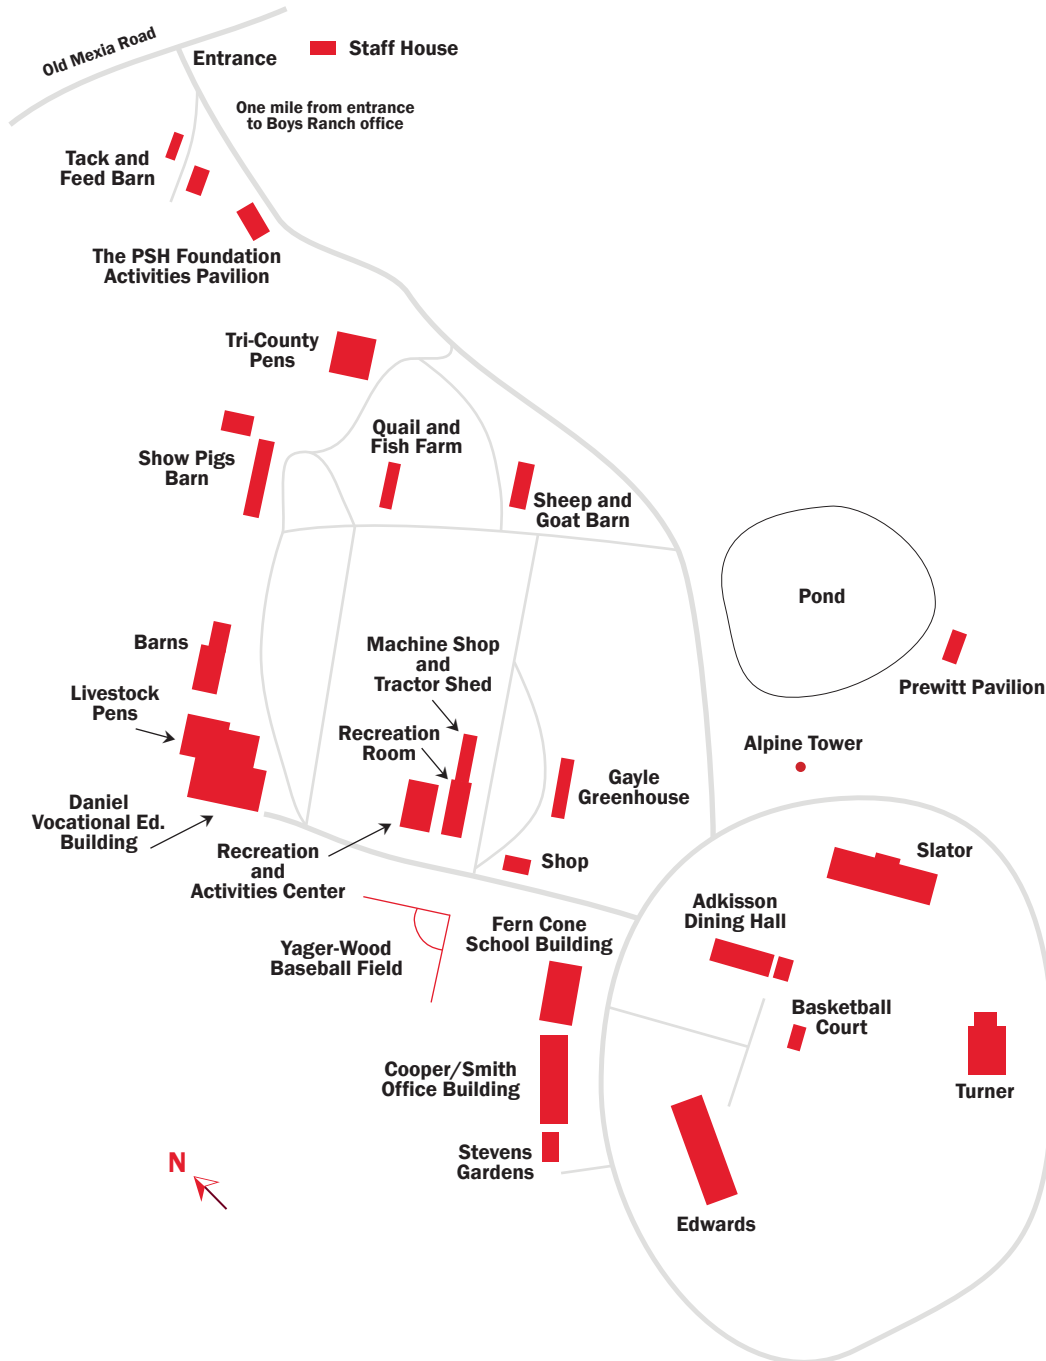 Old Mexia Road
Entrance
Staff House
One mile from entrance
to Boys Ranch office
Tack and
Feed Barn
The PSH Foundation
Activities Pavilion
Tri-County
Pens
Quail and
Fish Farm
Show Pigs
Barn
Sheep and
Goat Barn
Pond
Barns
Machine Shop
and
Tractor Shed
Prewitt Pavilion
Livestock
Pens
Recreation
Room
Alpine Tower
Gayle
Greenhouse
Daniel
Vocational Ed.
Building
Recreation
and
Activities Center
Shop
Slator
Adkisson
Dining Hall
Fern Cone
School Building
Yager-Wood
Baseball Field
Basketball
Court
Cooper/Smith
Office Building
Turner
Stevens
Gardens
N
Edwards